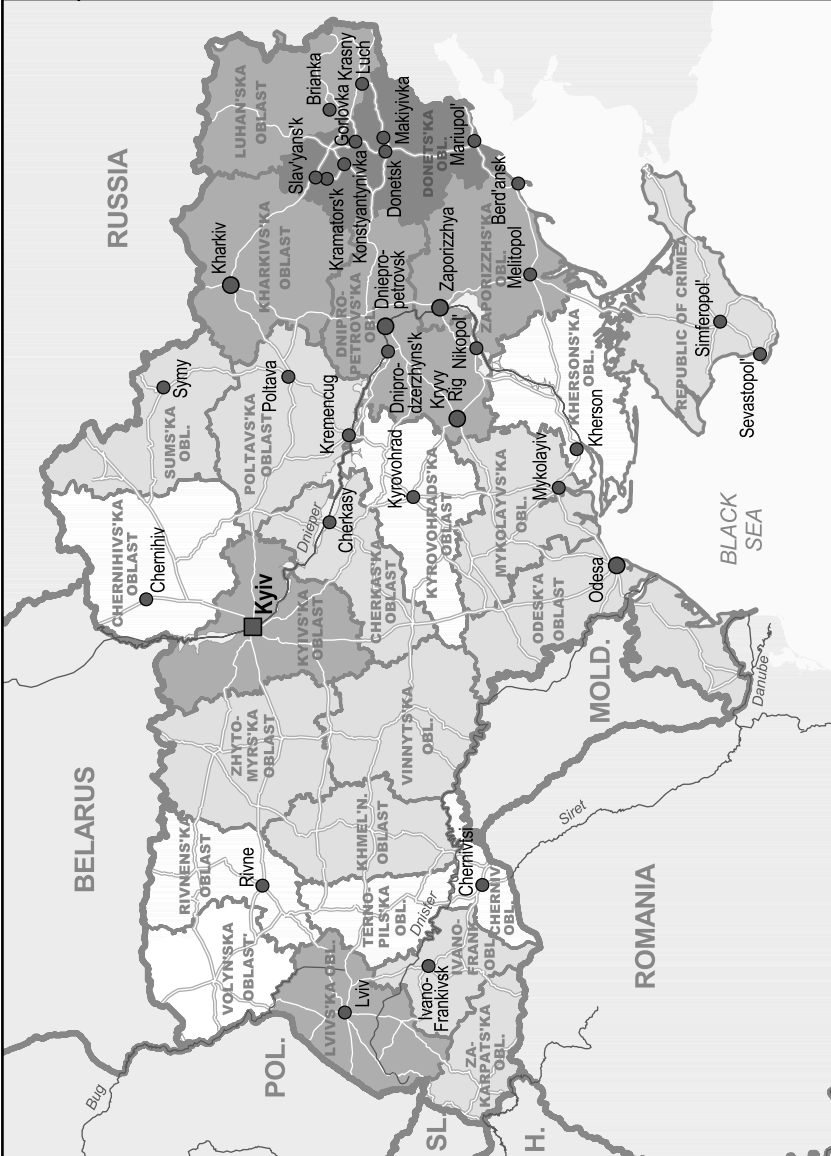 RUSSIA
BELARUS
POL.
SL.
H.
ROMANIA
MOLD.
BLACK
SEA
Bug
Dnister
Siret
Danube
Dnieper
LUHAN'SKA
OBLAST
KHARKIVS'KA
OBLAST
DONETS'KA
OBL.
DNIPRO-
PETROVS'KA
OBL.
ZAPORIZZHS'KA
OBL.
KHERSONS'KA
OBL.
REPUBLIC OF CRIMEA
SUMS'KA
OBL.
POLTAVS'KA
OBLAST
CHERNIHIVS'KA
OBLAST
KYIVS'KA
OBLAST
CHERKAS'KA
OBLAST
KYROVOHRADS'KA
OBLAST
MYKOLAYVS'KA
OBL.
ODESK'A
OBLAST
ZHYTO-
MYRS'KA
OBLAST
VINNYTS'KA
OBL.
KHMEL'N.
OBLAST
RIVNENS'KA
OBLAST
VOLYN'SKA
OBLAST'
TERNO-
PILS'KA
OBL.
LVIVS'KA OBL.
IVANO-
FRANK.
OBL.
ZA-
KARPATS'KA
OBL.
CHERNIV.
OBL.
Kharkiv
Brianka
Krasny
Luch
Gorlovka
Slav'yans'k
Kramators'k
Konstyantynivka
Makiyivka
Donetsk
Mariupol'
Berd'ansk
Melitopol
Zaporizzhya
Dniepro-
petrovsk
Dnipro-
dzerzhyns'k
Nikopol'
Kryvy
Rig
Symy
Poltava
Kremencug
Kyrovohrad
Cherkasy
Chernihiv
Kyiv
Mykolayiv
Kherson
Odesa
Simferopol'
Sevastopol'
Rivne
Lviv
Ivano-
Frankivsk
Chernivtsi